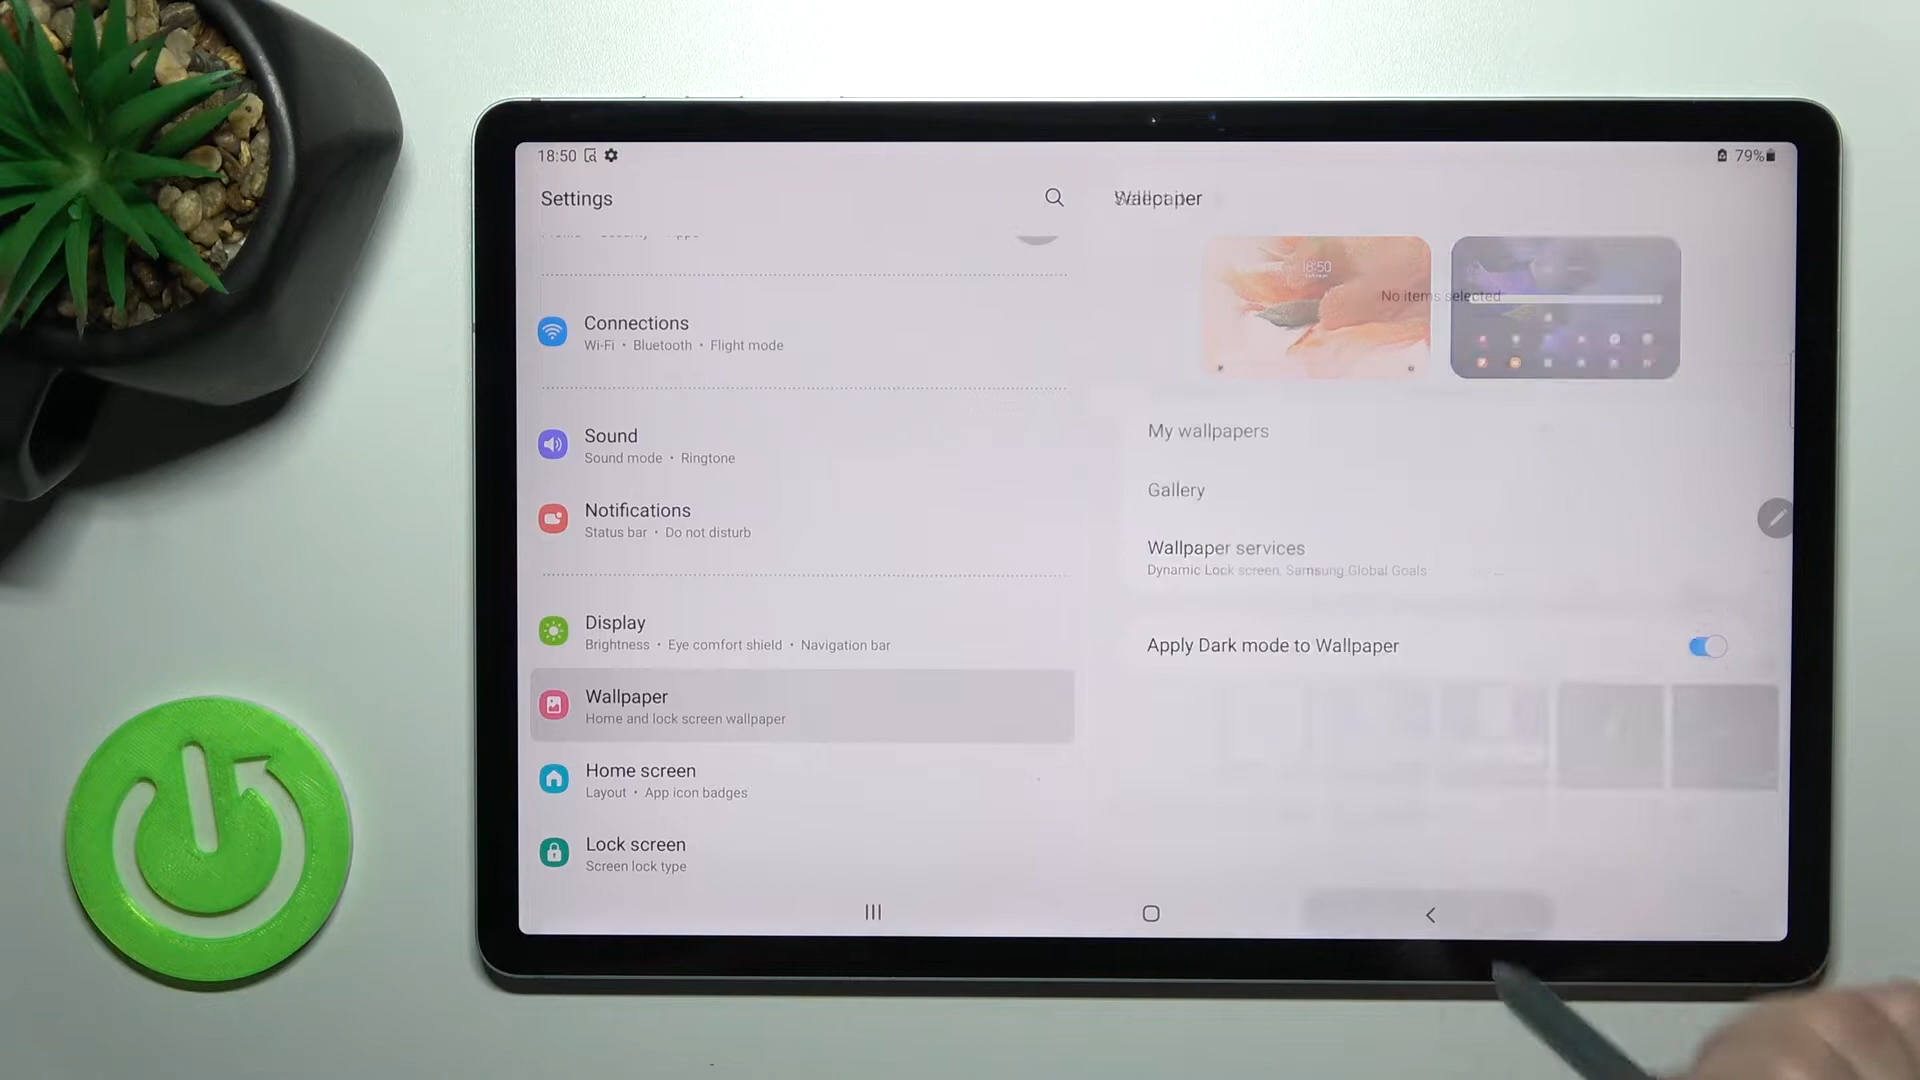 18:50
79%
Settings
Wallpaper
18:50
No items selected
Connections
Wi-Fi • Bluetooth • Flight mode
My wallpapers
Sound
Sound mode • Ringtone
Gallery
Notifications
Status bar • Do not disturb
Wallpaper services
Dynamic Lock screen, Samsung Global Goals
Display
Brightness • Eye comfort shield • Navigation bar
Apply Dark mode to Wallpaper
Wallpaper
Home and lock screen wallpaper
Home screen
Layout • App icon badges
Lock screen
Screen lock type